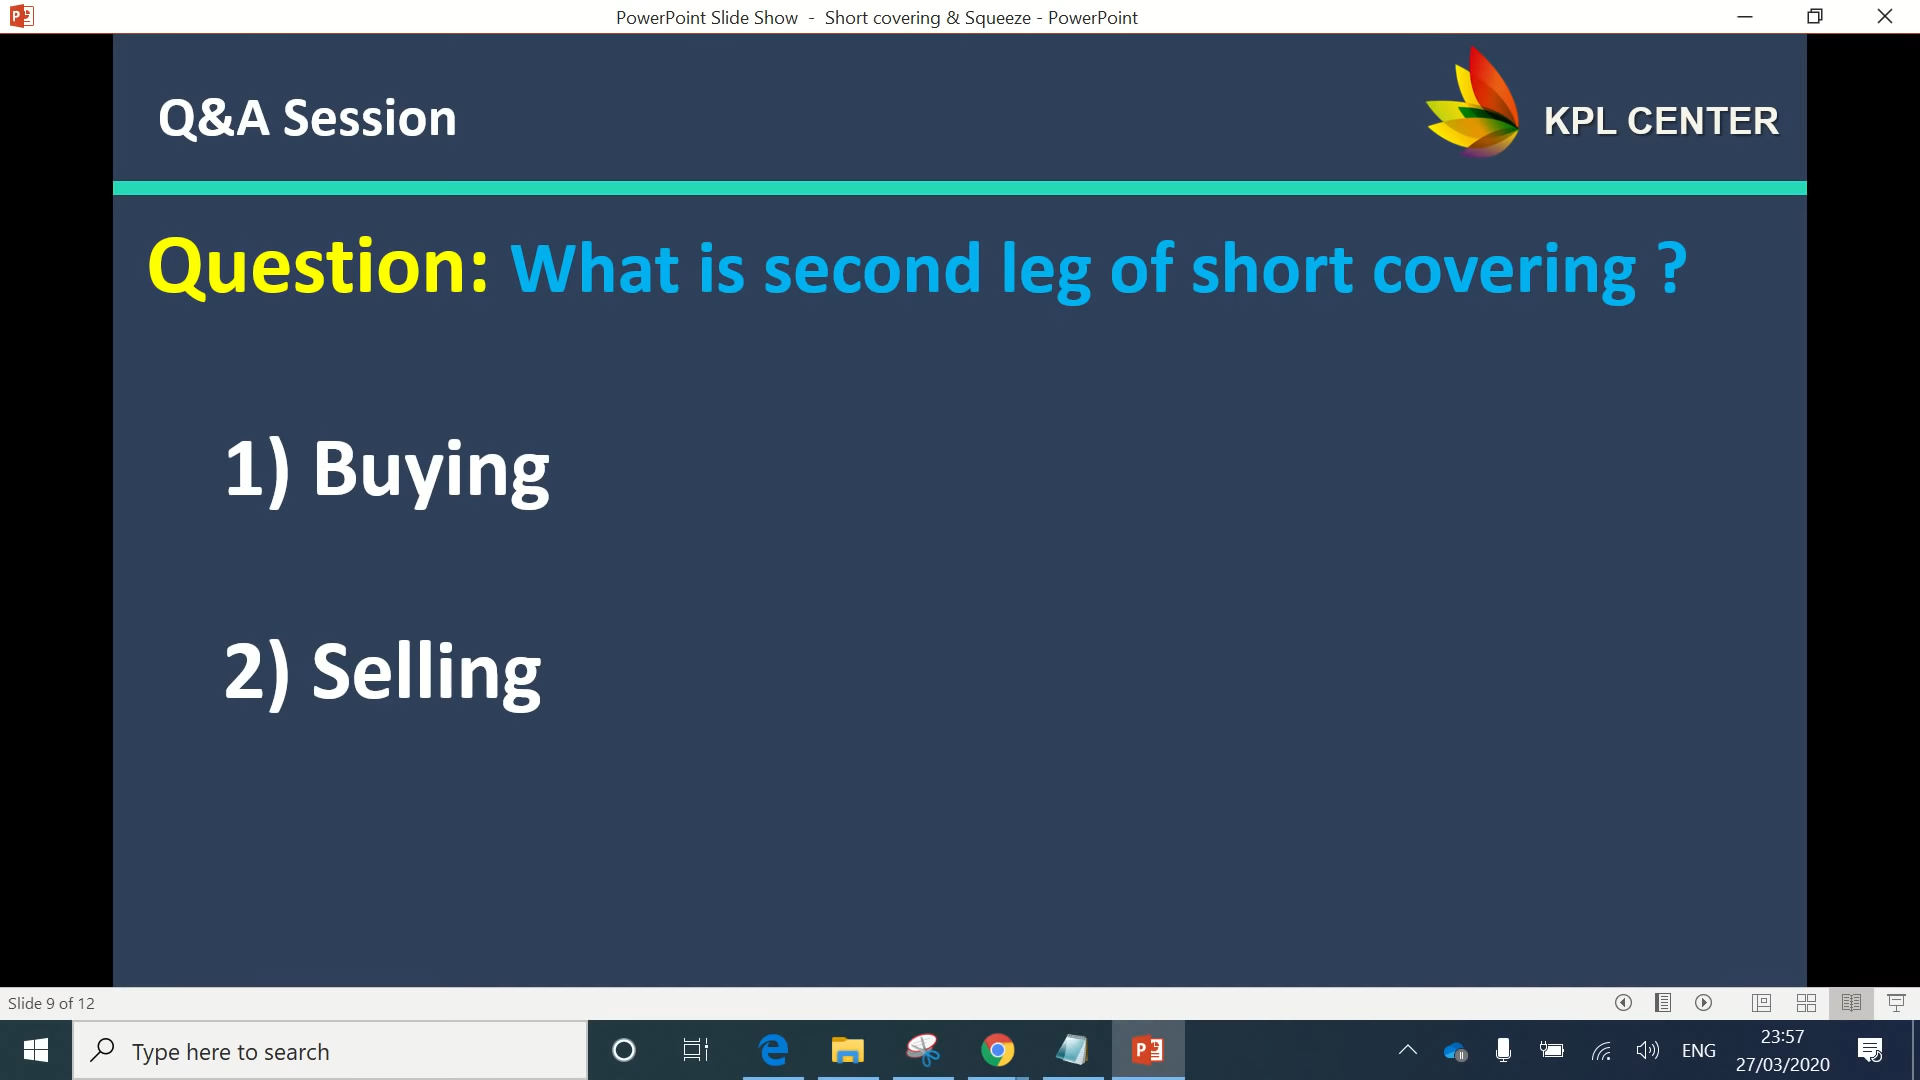 PowerPoint Slide Show - Short covering & Squeeze - PowerPoint
Q&A Session
KPL CENTER
Question: What is second leg of short covering ?
1) Buying
2) Selling
Slide 9 of 12
Type here to search
ENG
23:57
27/03/2020